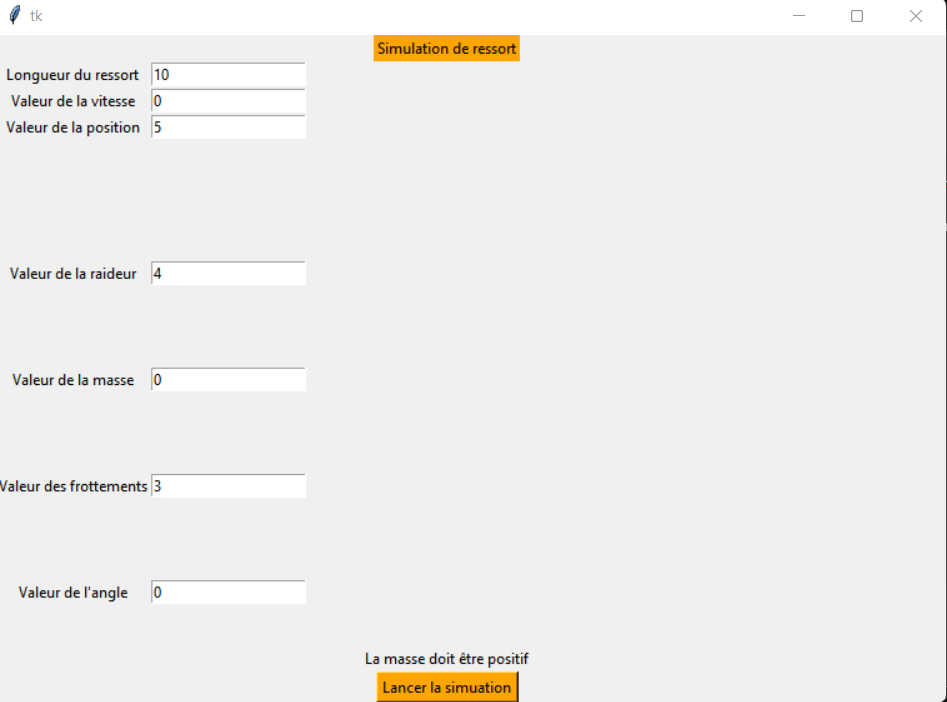 tk
Simulation de ressort
Longueur du ressort 10
Valeur de la vitesse 0
Valeur de la position 5
Valeur de la raideur 4
Valeur de la masse 0
Valeur des frottements 3
Valeur de l'angle 0
La masse doit être positif
Lancer la simuation